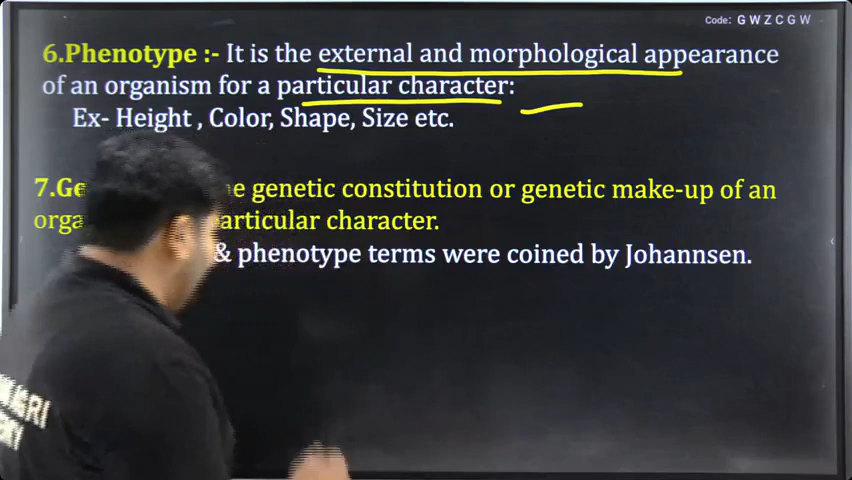 Code: G W Z C G W
6.Phenotype :- It is the external and morphological appearance
of an organism for a particular character:
Ex- Height , Color, Shape, Size etc.
7.Ge genetic constitution or genetic make-up of an
particular character.
& phenotype terms were coined by Johannsen.